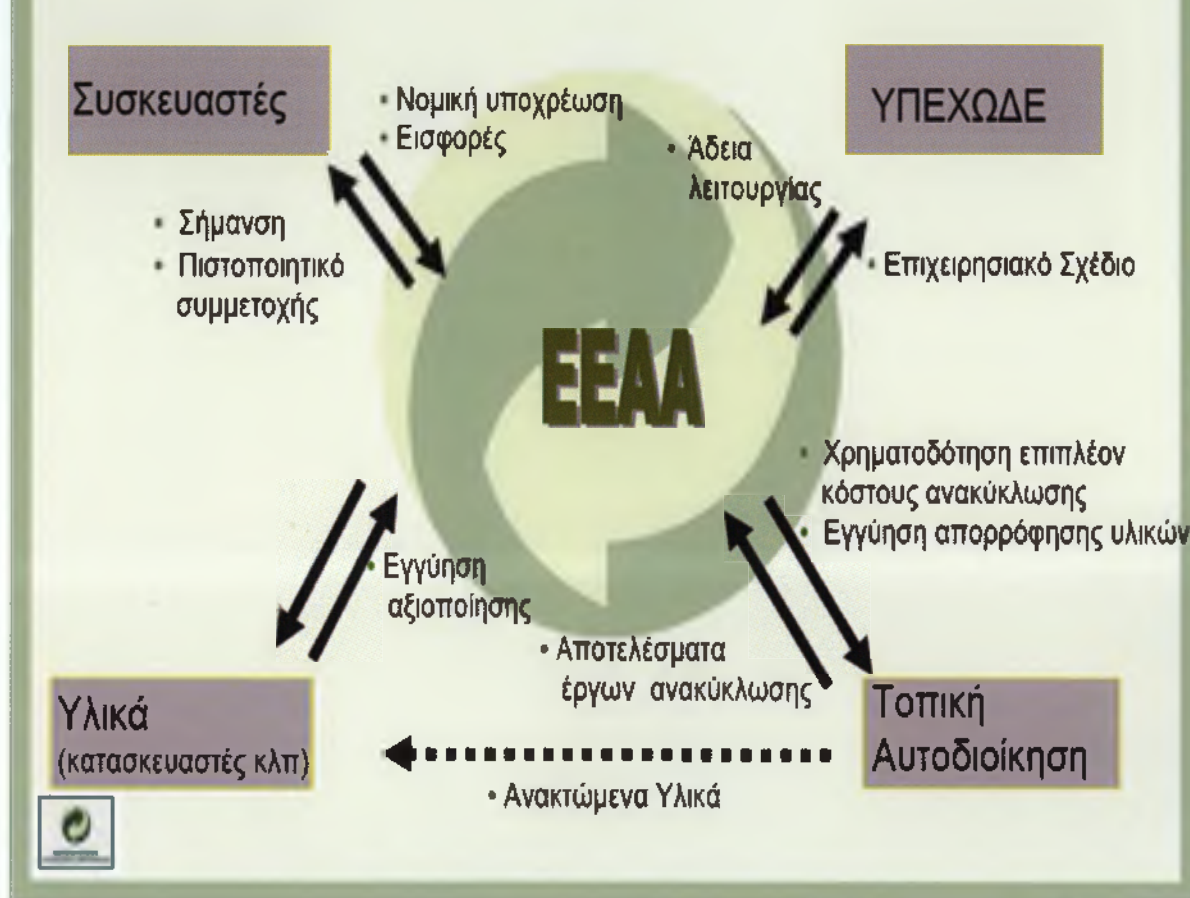 Συσκευαστές
• Νομική υποχρέωση
• Εισφορές
ΥΠΕΧΩΔΕ
• Άδεια
λειτουργίας
• Σήμανση
• Πιστοποιητικό
συμμετοχής
• Επιχειρησιακό Σχέδιο
ΕΕΑΑ
• Χρηματοδότηση επιπλέον
κόστους ανακύκλωσης
• Εγγύηση απορρόφησης υλικών
• Εγγύηση
αξιοποίησης
• Αποτελέσματα
έργων ανακύκλωσης
Υλικά
(κατασκευαστές κλπ)
Τοπική
Αυτοδιοίκηση
• Ανακτώμενα Υλικά